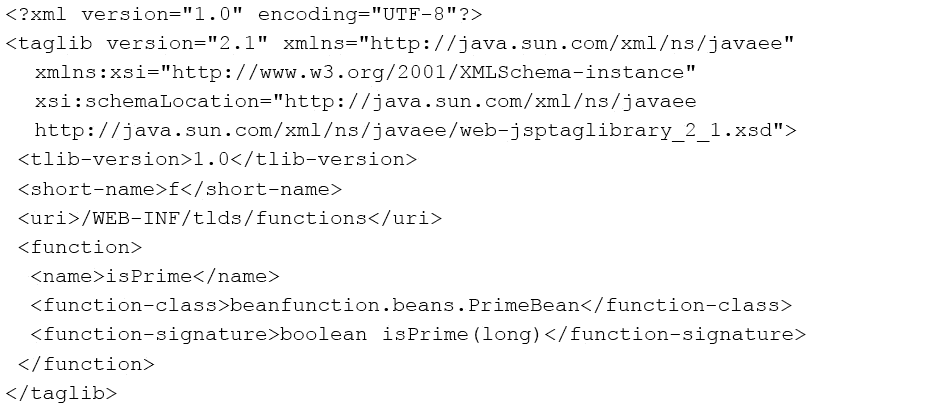 <?xml version="1.0" encoding="UTF-8"?>
<taglib version="2.1" xmlns="http://java.sun.com/xml/ns/javaee"
xmlns:xsi="http://www.w3.org/2001/XMLSchema-instance"
xsi:schemaLocation="http://java.sun.com/xml/ns/javaee
http://java.sun.com/xml/ns/javaee/web-jsptaglibrary_2_1.xsd">
<tlib-version>1.0</tlib-version>
<short-name>f</short-name>
<uri>/WEB-INF/tlds/functions</uri>
<function>
<name>isPrime</name>
<function-class>beanfunction.beans.PrimeBean</function-class>
<function-signature>boolean isPrime(long)</function-signature>
</function>
</taglib>